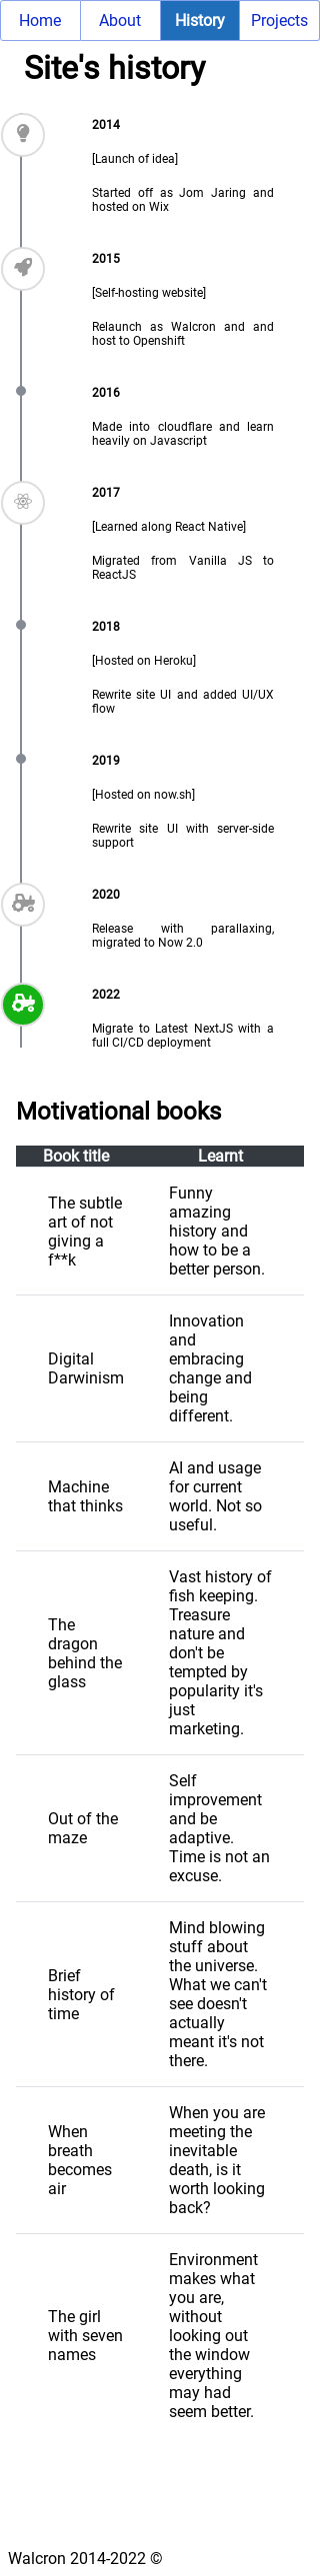 Home About History Projects
Site's history
2014
[Launch of idea]
Started off as Jom Jaring and
hosted on Wix
2015
[Self-hosting website]
Relaunch as Walcron and and
host to Openshift
2016
Made into cloudflare and learn
heavily on Javascript
2017
[Learned along React Native]
Migrated from Vanilla JS to
ReactJS
2018
[Hosted on Heroku]
Rewrite site UI and added UI/UX
flow
2019
[Hosted on now.sh]
Rewrite site UI with server-side
support
2020
Release with parallaxing,
migrated to Now 2.0
2022
Migrate to Latest NextJS with a
full CI/CD deployment
Motivational books
Book title Learnt
The subtle
art of not
giving a
f**k
Funny
amazing
history and
how to be a
better person.
Digital
Darwinism
Innovation
and
embracing
change and
being
different.
Machine
that thinks
AI and usage
for current
world. Not so
useful.
The
dragon
behind the
glass
Vast history of
fish keeping.
Treasure
nature and
don't be
tempted by
popularity it's
just
marketing.
Out of the
maze
Self
improvement
and be
adaptive.
Time is not an
excuse.
Brief
history of
time
Mind blowing
stuff about
the universe.
What we can't
see doesn't
actually
meant it's not
there.
When
breath
becomes
air
When you are
meeting the
inevitable
death, is it
worth looking
back?
The girl
with seven
names
Environment
makes what
you are,
without
looking out
the window
everything
may had
seem better.
Walcron 2014-2022 ©